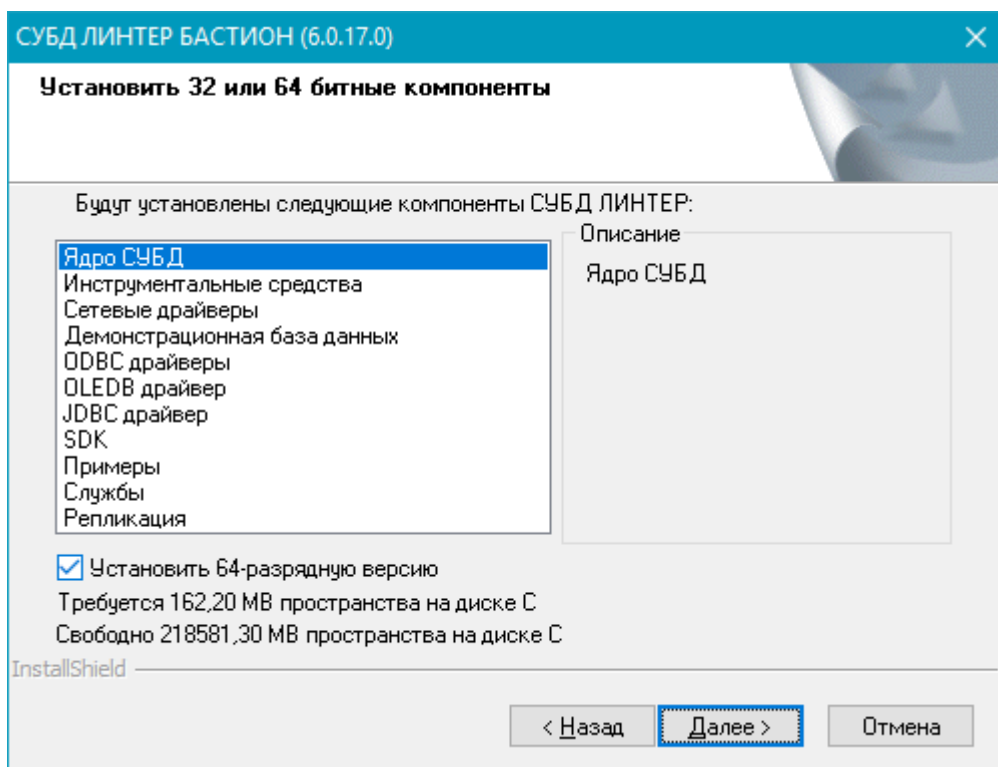 СУБД ЛИНТЕР БАСТИОН (6.0.17.0)
Установить 32 или 64 битные компоненты
Будут установлены следующие компоненты СУБД ЛИНТЕР:
Ядро СУБД
Инструментальные средства
Сетевые драйверы
Демонстрационная база данных
ODBC драйверы
OLEDB драйвер
JDBC драйвер
SDK
Примеры
Службы
Репликация
Описание
Ядро СУБД
Установить 64-разрядную версию
Требуется 162,20 MB пространства на диске C
Свободно 218581,30 MB пространства на диске C
InstallShield
< Назад
Далее >
Отмена